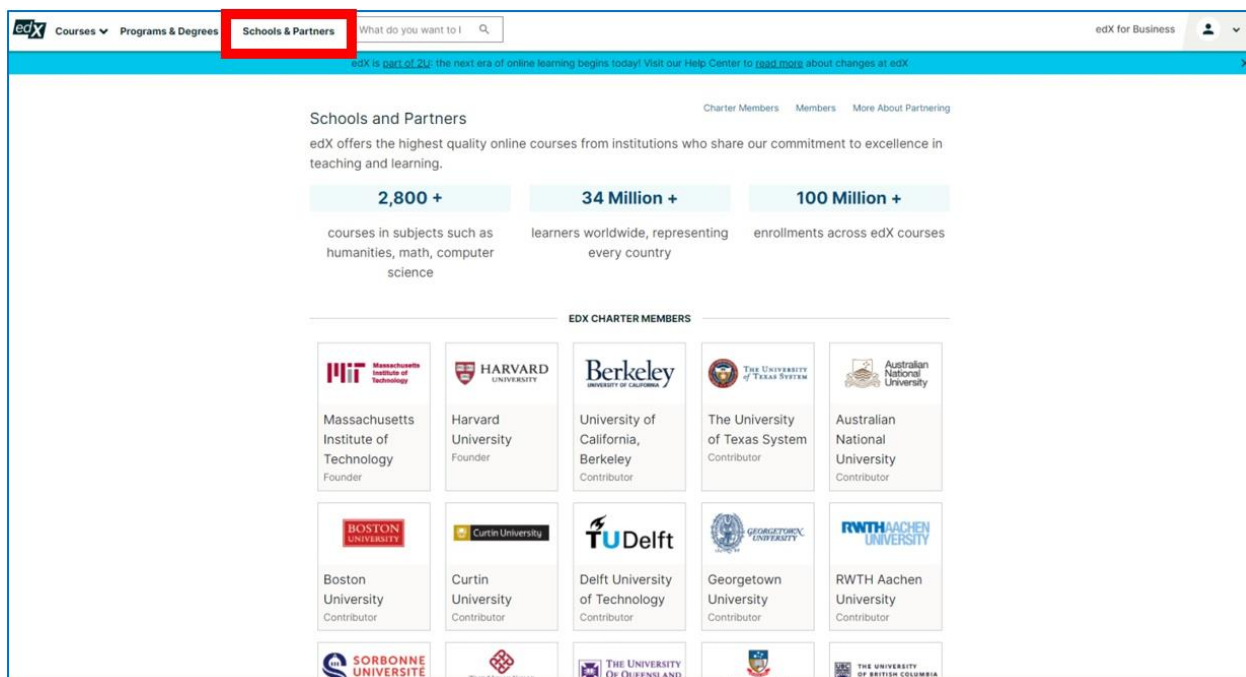 edX Courses Programs & Degrees Schools & Partners What do you want to l edX for Business
edX is part of 2U: the next era of online learning begins today! Visit our Help Center to read more about changes at edX
Charter Members Members More About Partnering
Schools and Partners
edX offers the highest quality online courses from institutions who share our commitment to excellence in
teaching and learning.
2,800 + 34 Million + 100 Million +
courses in subjects such as
humanities, math, computer
science
learners worldwide, representing
every country
enrollments across edX courses
EDX CHARTER MEMBERS
MIT Massachusetts
Institute of
Technology
Massachusetts
Institute of
Technology
Founder
HARVARD
UNIVERSITY
Harvard
University
Founder
Berkeley
UNIVERSITY OF CALIFORNIA
University of
California,
Berkeley
Contributor
THE UNIVERSITY
of TEXAS SYSTEM
The University
of Texas System
Contributor
Australian
National
University
Australian
National
University
Contributor
BOSTON
UNIVERSITY
Boston
University
Contributor
Curtin University
Curtin
University
Contributor
TUDelft
Delft University
of Technology
Contributor
GEORGETOWN
UNIVERSITY
Georgetown
University
Contributor
RWTHAACHEN
UNIVERSITY
RWTH Aachen
University
Contributor
SORBONNE
UNIVERSITÉ
THE UNIVERSITY
OF QUEENSLAND
UBC THE UNIVERSITY
OF BRITISH COLUMBIA